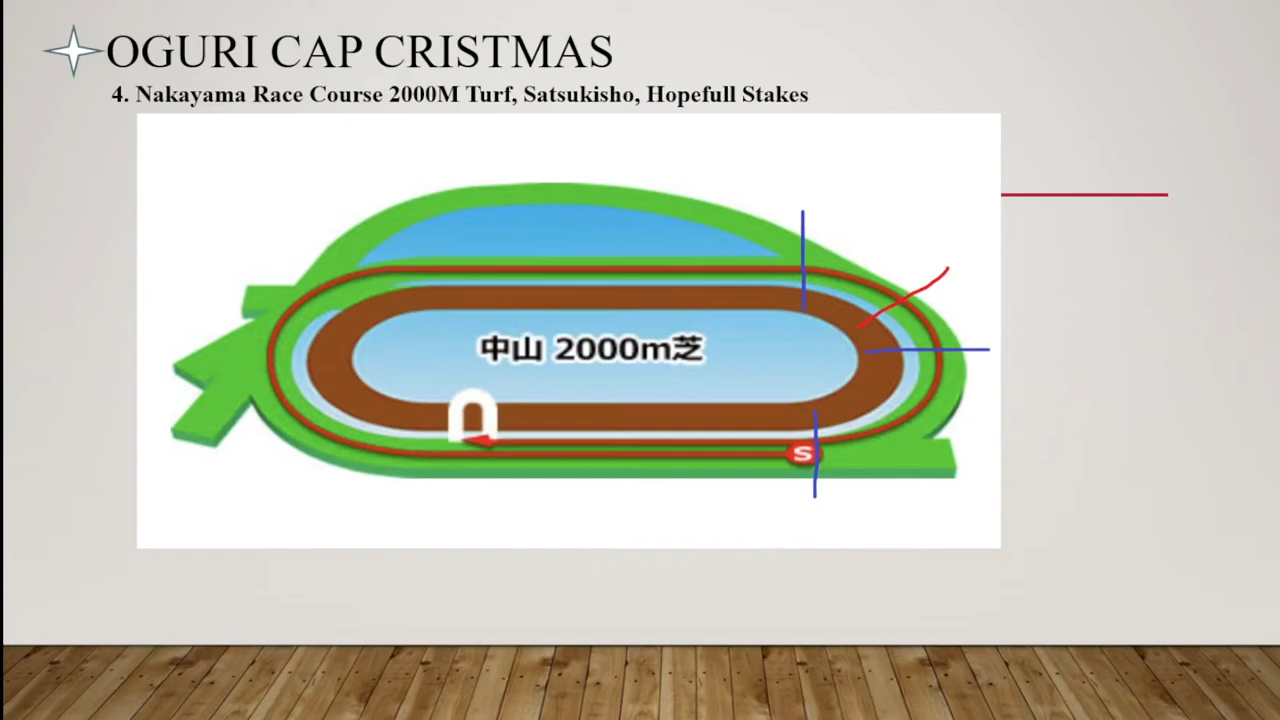 OGURI CAP CRISTMAS
4. Nakayama Race Course 2000M Turf, Satsukisho, Hopefull Stakes
中山 2000m芝
S